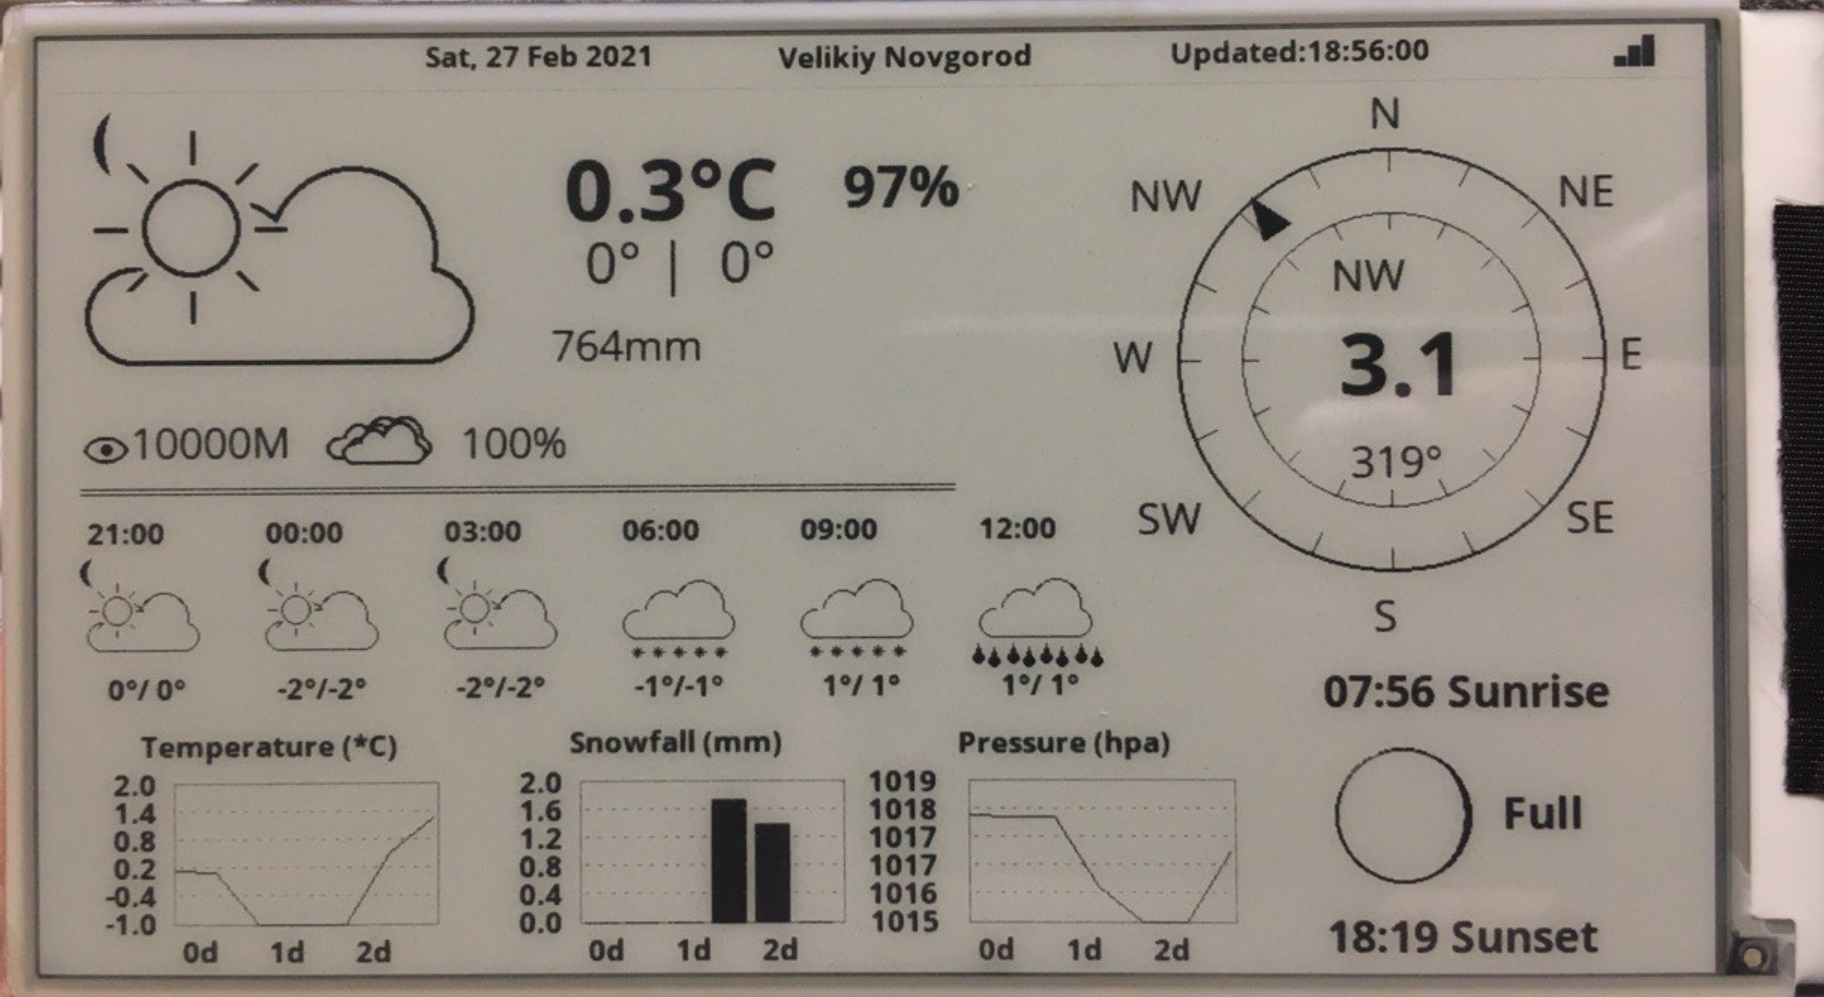 Sat, 27 Feb 2021 Velikiy Novgorod Updated:18:56:00
0.3°C 97%
0° | 0°
764mm
10000M 100%
N
NW NE
NW
W 3.1 E
319°
SW SE
S
21:00 00:00 03:00 06:00 09:00 12:00
0°/ 0° -2°/-2° -2°/-2° -1°/-1° 1°/ 1° 1°/ 1°
07:56 Sunrise
Full
18:19 Sunset
Temperature (*C)
2.0
1.4
0.8
0.2
-0.4
-1.0
0d 1d 2d
Snowfall (mm)
2.0
1.6
1.2
0.8
0.4
0.0
0d 1d 2d
Pressure (hpa)
1019
1018
1017
1017
1016
1015
0d 1d 2d